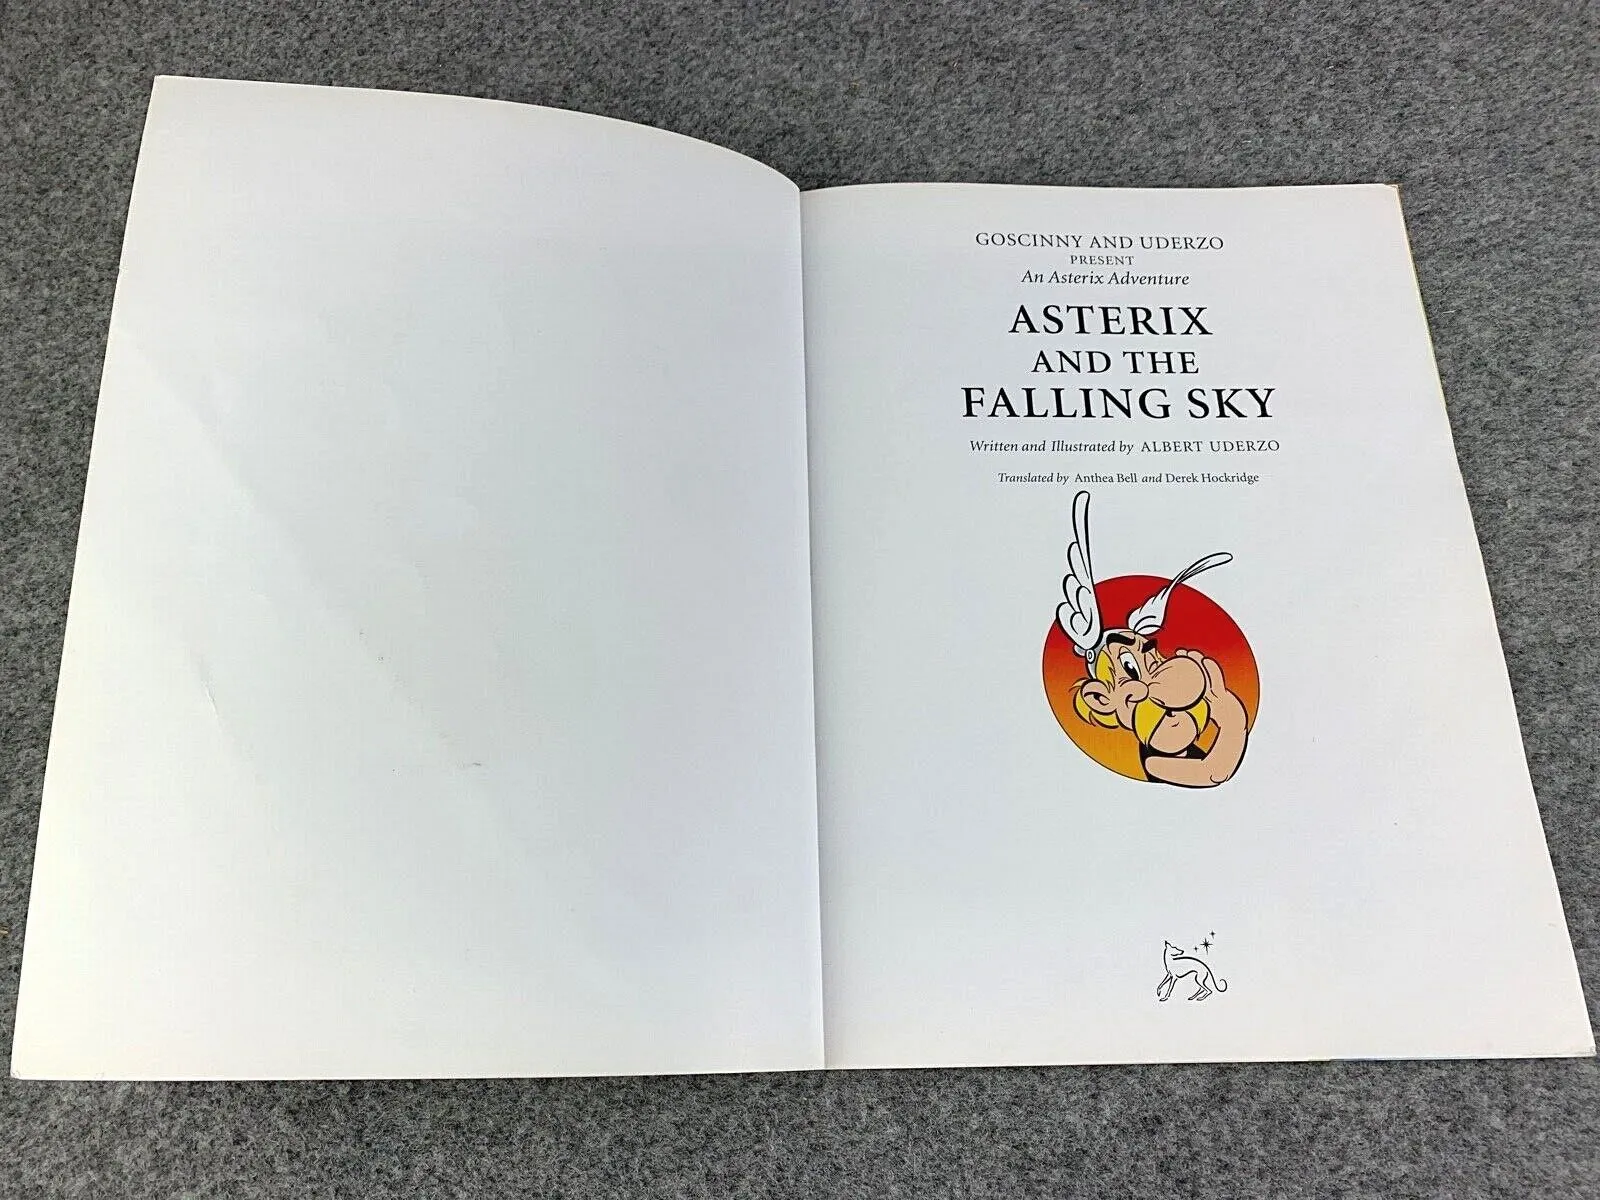 GOSCINNY AND UDERZO
PRESENT
An Asterix Adventure
ASTERIX
AND THE
FALLING SKY
Written and Illustrated by ALBERT UDERZO
Translated by Anthea Bell and Derek Hockridge